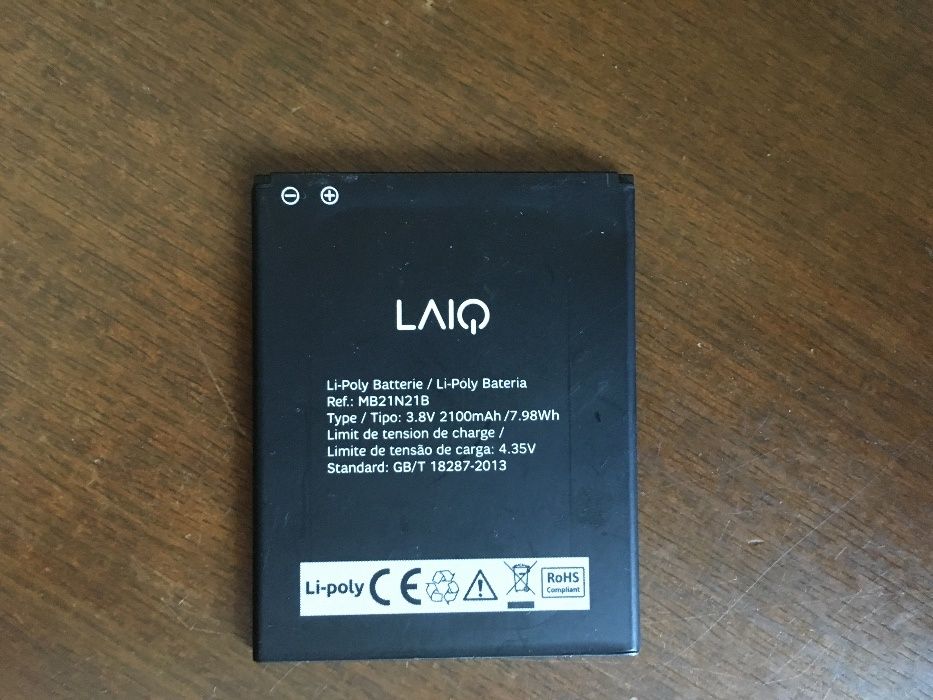 LAIQ
Li-Poly Batterie / Li-Poly Bateria
Ref.: MB21N21B
Type / Tipo: 3.8V 2100mAh /7.98Wh
Limit de tension de charge /
Limite de tensão de carga: 4.35V
Standard: GB/T 18287-2013
Li-poly CE RoHS
Compliant